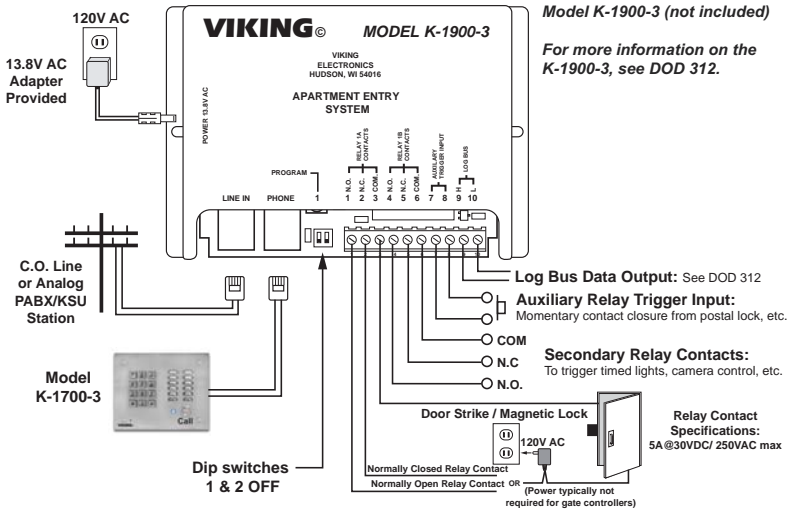 120V AC
13.8V AC
Adapter
Provided
VIKING® MODEL K-1900-3
VIKING
ELECTRONICS
HUDSON, WI 54016
APARTMENT ENTRY
SYSTEM
POWER 13.8V AC
Model K-1900-3 (not included)
For more information on the
K-1900-3, see DOD 312.
RELAY 1A
CONTACTS
RELAY 1B
CONTACTS
AUXILARY
TRIGGER INPUT
LOG BUS
PROGRAM
N.O. N.C. COM. N.O. N.C. COM. H L
LINE IN PHONE 1 1 2 3 4 5 6 7 8 9 10
C.O. Line
or Analog
PABX/KSU
Station
Model
K-1700-3
Call
Dip switches
1 & 2 OFF
Log Bus Data Output: See DOD 312
Auxiliary Relay Trigger Input:
Momentary contact closure from postal lock, etc.
COM
N.C
N.O.
Secondary Relay Contacts:
To trigger timed lights, camera control, etc.
Door Strike / Magnetic Lock
120V AC
Relay Contact
Specifications:
5A@30VDC/ 250VAC max
Normally Closed Relay Contact
Normally Open Relay Contact OR
(Power typically not
required for gate controllers)